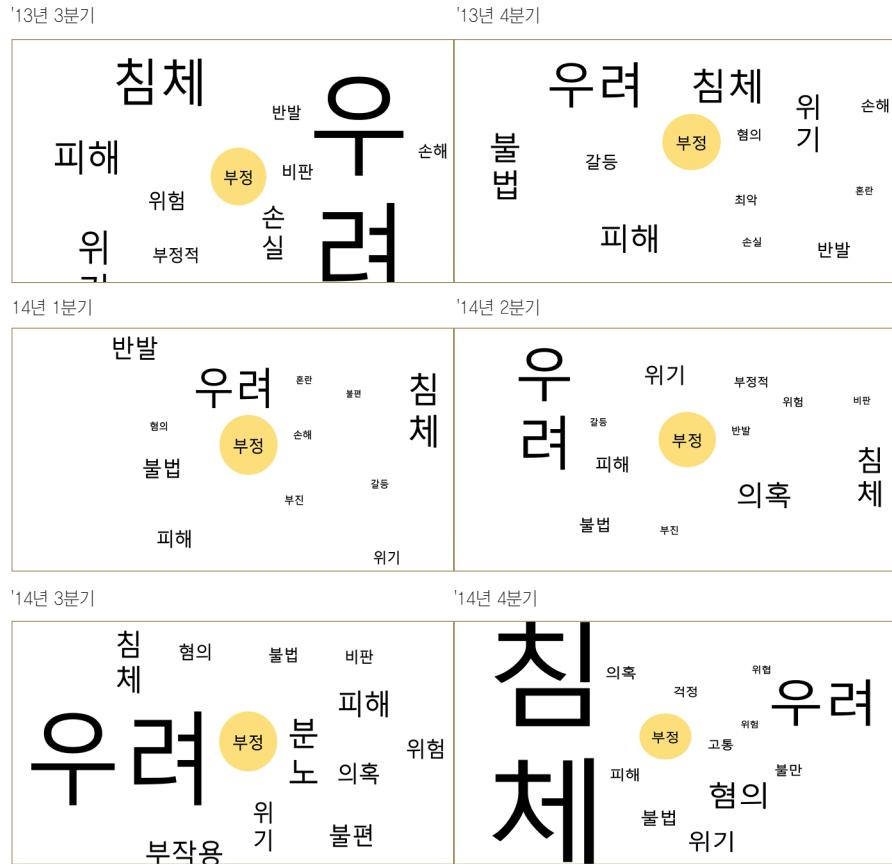 '13년 3분기
침체
우려
반발
피해
부정
비판
손해
위험
손실
위기
부정적
'13년 4분기
우려
침체
위기
손해
불법
부정
혐의
갈등
최악
혼란
피해
손실
반발
14년 1분기
반발
우려
혼란
불편
침체
혐의
부정
손해
불법
갈등
부진
피해
위기
'14년 2분기
우려
위기
부정적
위험
비판
갈등
부정
반발
피해
침체
의혹
불법
부진
'14년 3분기
침체
혐의
불법
비판
피해
우려
부정
분노
위험
의혹
위기
불편
부작용
'14년 4분기
침체
의혹
걱정
위협
우려
위험
부정
고통
피해
불만
혐의
불법
위기